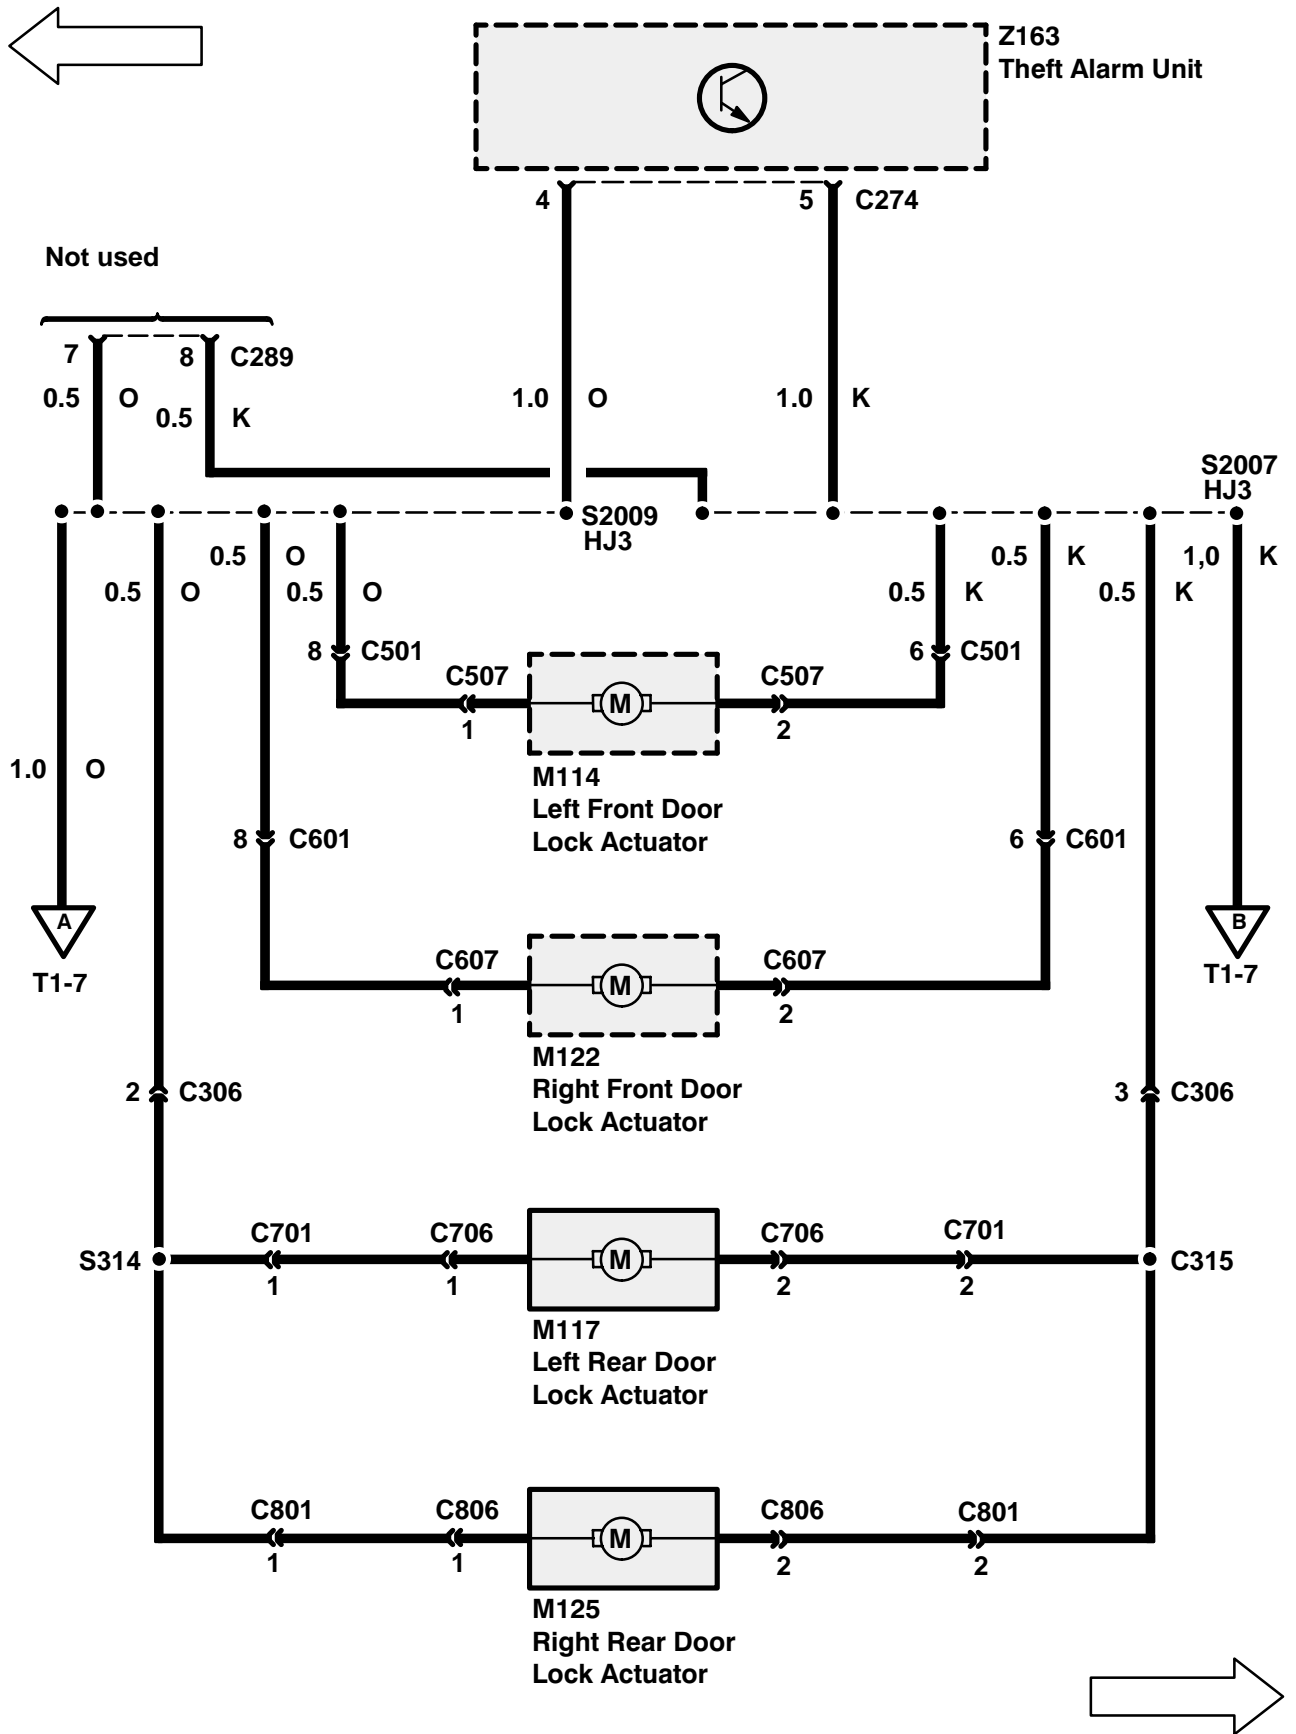 Z163
Theft Alarm Unit
4
5
C274
Not used
7
8
C289
0.5
O
0.5
K
1.0
O
1.0
K
S2007
HJ3
S2009
HJ3
0.5
O
0.5
K
1,0
K
0.5
O
0.5
O
0.5
K
0.5
K
8
C501
6
C501
C507
C507
M
1
2
M114
Left Front Door
Lock Actuator
1.0
O
8
C601
6
C601
A
B
T1-7
T1-7
C607
C607
M
1
2
M122
Right Front Door
Lock Actuator
2
C306
3
C306
C701
C706
C706
C701
S314
M
C315
1
1
2
2
M117
Left Rear Door
Lock Actuator
C801
C806
C806
C801
M
1
1
2
2
M125
Right Rear Door
Lock Actuator